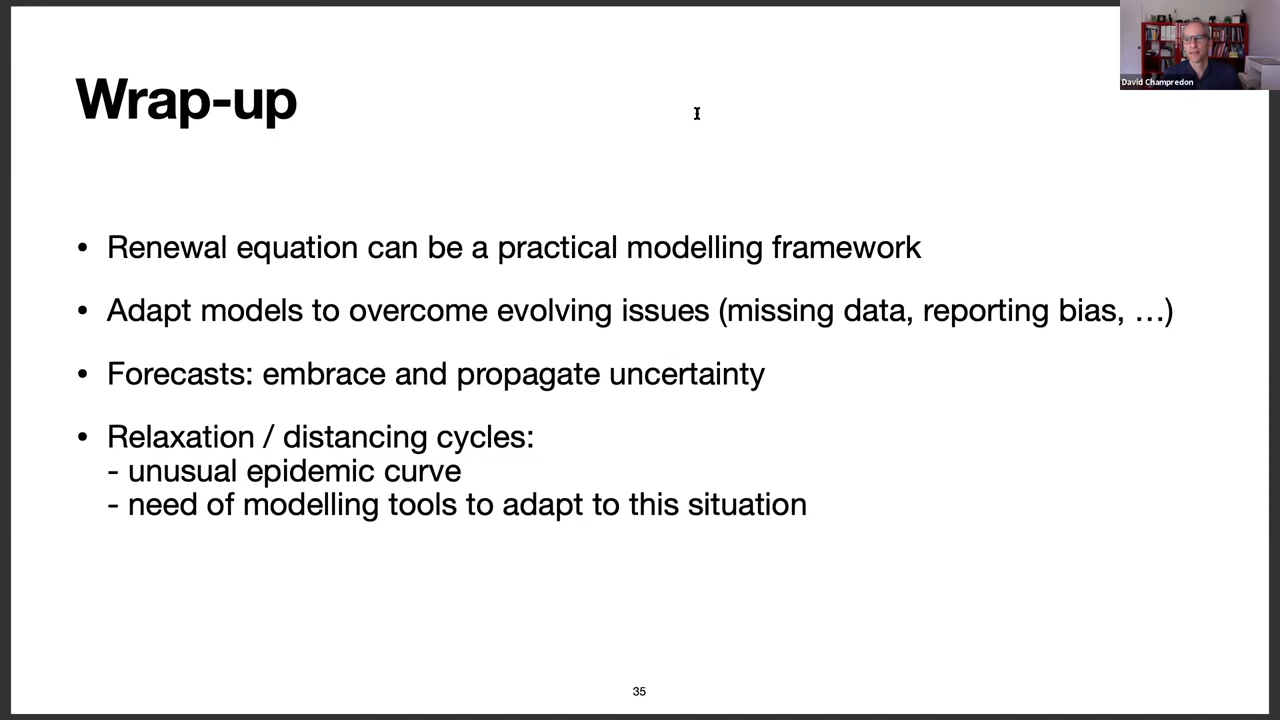 David Champredon
Wrap-up
• Renewal equation can be a practical modelling framework
• Adapt models to overcome evolving issues (missing data, reporting bias, …)
• Forecasts: embrace and propagate uncertainty
• Relaxation / distancing cycles:
- unusual epidemic curve
- need of modelling tools to adapt to this situation
35